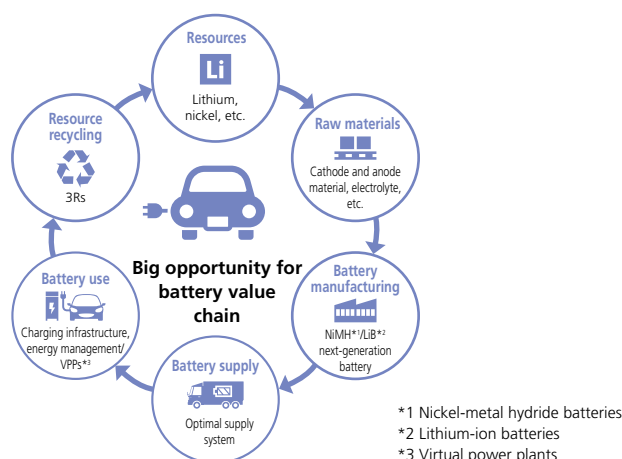 Resources
Li
Lithium,
nickel, etc.
Raw materials
Cathode and anode
material, electrolyte,
etc.
Battery
manufacturing
NiMH*1/LiB*2
next-generation
battery
Battery supply
Optimal supply
system
Battery use
Charging infrastructure,
energy management/
VPPs*3
Resource
recycling
3Rs
Big opportunity for
battery value
chain
*1 Nickel-metal hydride batteries
*2 Lithium-ion batteries
*3 Virtual power plants